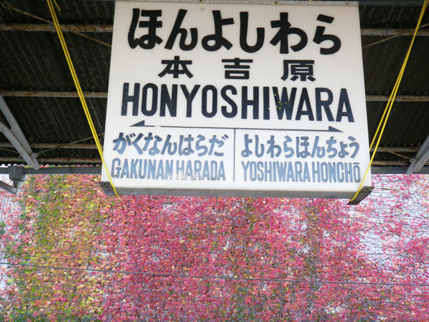 ほんよしわら
本吉原
HONYOSHIWARA
がくなんはらだ よしわらほんちょう
GAKUNAN HARADA YOSHIWARA HONCHŌ